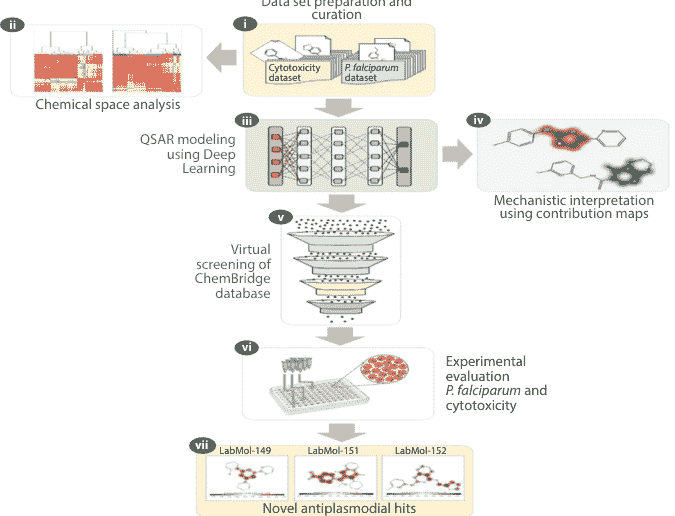 Data set preparation and
curation
i
Cytotoxicity
dataset
P. falciparum
dataset
ii
Chemical space analysis
iii
QSAR modeling
using Deep
Learning
iv
Mechanistic interpretation
using contribution maps
v
Virtual
screening of
ChemBridge
database
vi
Experimental
evaluation
P. falciparum and
cytotoxicity
vii
LabMol-149
LabMol-151
LabMol-152
Novel antiplasmodial hits